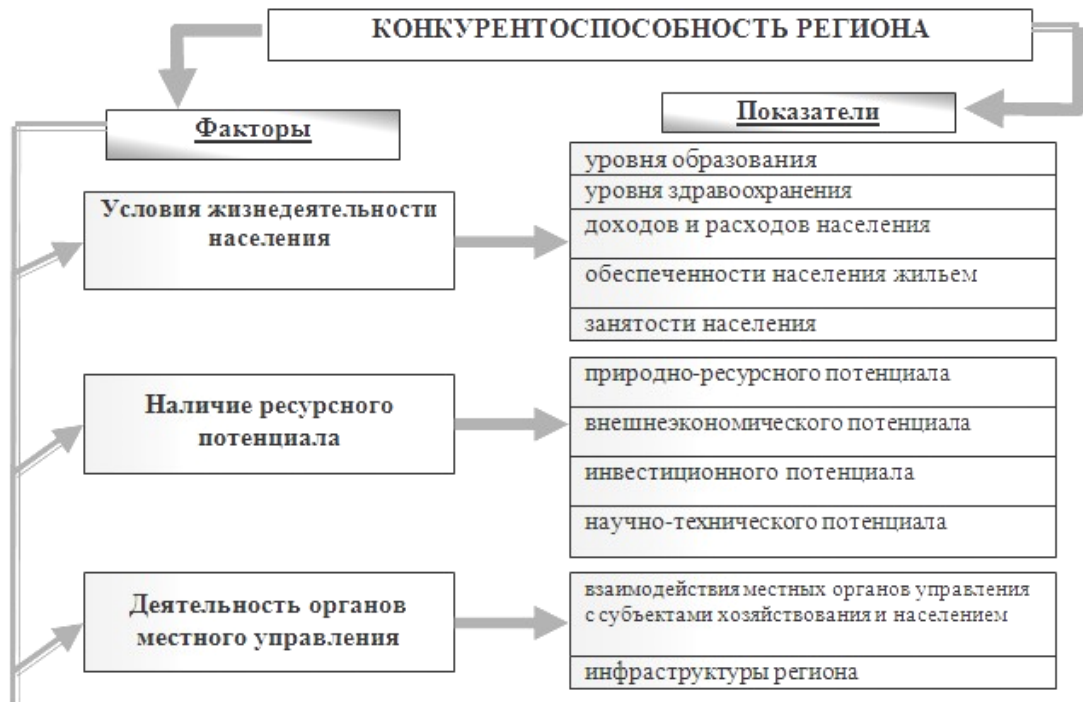 КОНКУРЕНТОСПОСОБНОСТЬ РЕГИОНА
Факторы
Показатели
Условия жизнедеятельности
населения
уровня образования
уровня здравоохранения
доходов и расходов населения
обеспеченности населения жильем
занятости населения
Наличие ресурсного
потенциала
природно-ресурсного потенциала
внешнеэкономического потенциала
инвестиционного потенциала
научно-технического потенциала
Деятельность органов
местного управления
взаимодействия местных органов управления
с субъектами хозяйствования и населением
инфраструктуры региона